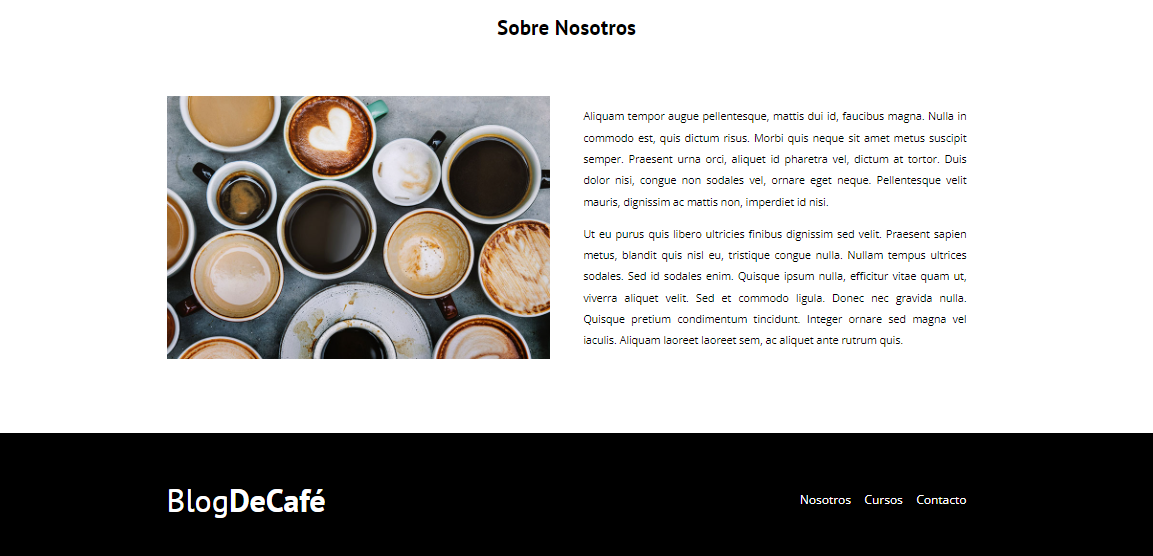 Sobre Nosotros
Aliquam tempor augue pellentesque, mattis dui id, faucibus magna. Nulla in
commodo est, quis dictum risus. Morbi quis neque sit amet metus suscipit
semper. Praesent urna orci, aliquet id pharetra vel, dictum at tortor. Duis
dolor nisi, congue non sodales vel, ornare eget neque. Pellentesque velit
mauris, dignissim ac mattis non, imperdiet id nisi.
Ut eu purus quis libero ultricies finibus dignissim sed velit. Praesent sapien
metus, blandit quis nisl eu, tristique congue nulla. Nullam tempus ultrices
sodales. Sed id sodales enim. Quisque ipsum nulla, efficitur vitae quam ut,
viverra aliquet velit. Sed et commodo ligula. Donec nec gravida nulla.
Quisque pretium condimentum tincidunt. Integer ornare sed magna vel
iaculis. Aliquam laoreet laoreet sem, ac aliquet ante rutrum quis.
BlogDeCafé
Nosotros Cursos Contacto